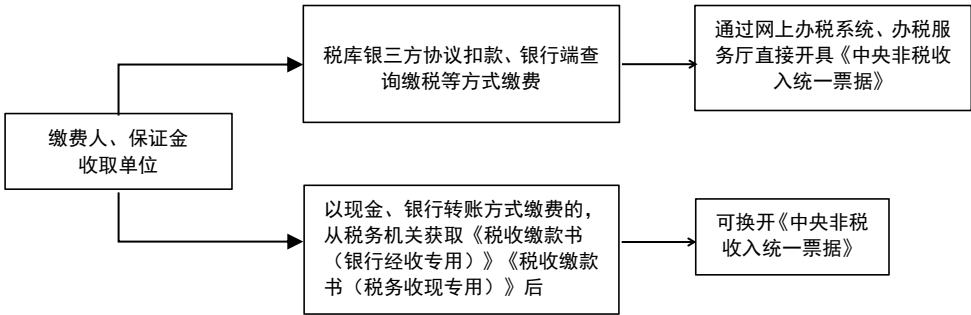 缴费人、保证金
收取单位
税库银三方协议扣款、银行端查
询缴税等方式缴费
通过网上办税系统、办税服
务厅直接开具《中央非税收
入统一票据》
以现金、银行转账方式缴费的，
从税务机关获取《税收缴款书
（银行经收专用）》《税收缴款
书（税务收现专用）》后
可换开《中央非税
收入统一票据》